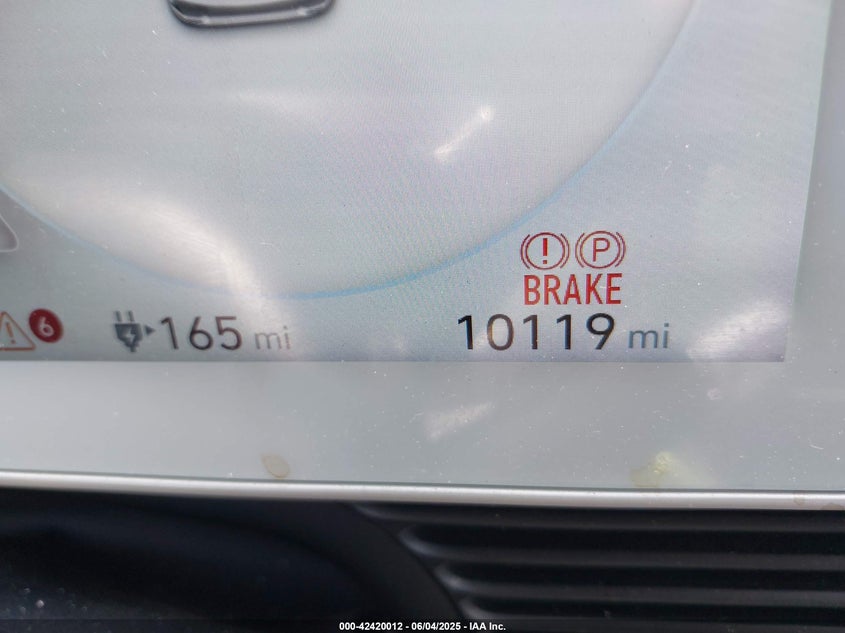 ! P
BRAKE
6 165 mi 10119 mi
000-42420012 - 06/04/2025 - IAA Inc.